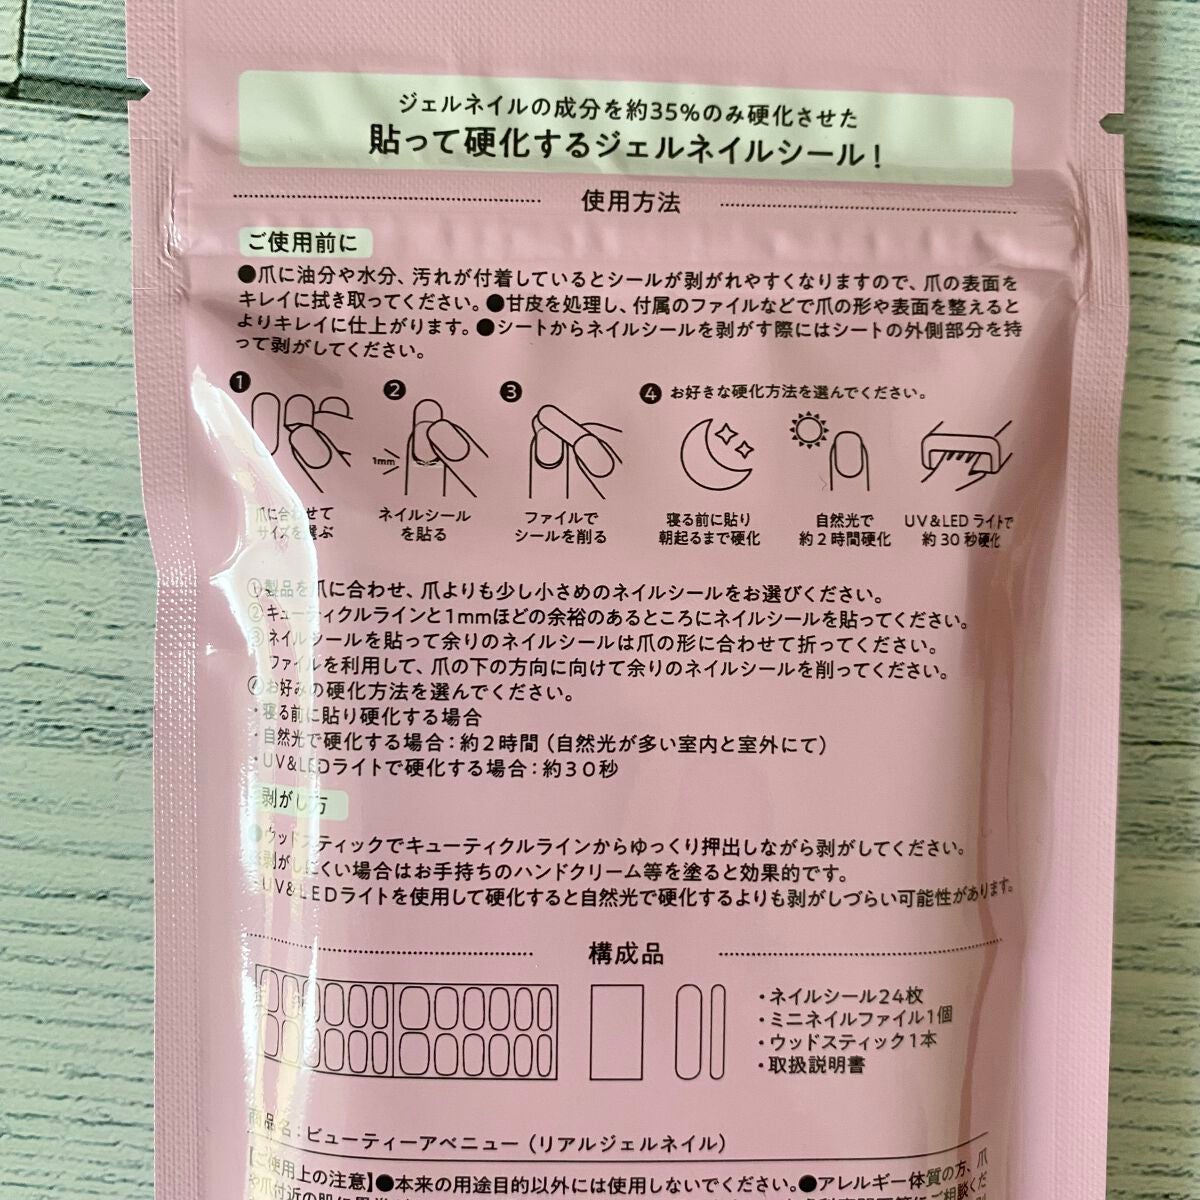 ジェルネイルの成分を約35%のみ硬化させた
貼って硬化するジェルネイルシール!
使用方法
ご使用前に
●爪に油分や水分、汚れが付着しているとシールが剥がれやすくなりますので、爪の表面を
キレイに拭き取ってください。●甘皮を処理し、付属のファイルなどで爪の形や表面を整えると
よりキレイに仕上がります。●シートからネイルシールを剥がす際にはシートの外側部分を持
って剥がしてください。
❶
❷
❸
❹ お好きな硬化方法を選んでください。
1mm
爪に合わせて
サイズを選ぶ
ネイルシール
を貼る
ファイルで
シールを削る
寝る前に貼り
朝起るまで硬化
自然光で
約2時間硬化
UV&LED ライトで
約30秒硬化
①製品を爪に合わせ、爪よりも少し小さめのネイルシールをお選びください。
②キューティクルラインと1mmほどの余裕のあるところにネイルシールを貼ってください。
③ネイルシールを貼って余りのネイルシールは爪の形に合わせて折ってください。
ファイルを利用して、爪の下の方向に向けて余りのネイルシールを削ってください。
④お好みの硬化方法を選んでください。
・寝る前に貼り硬化する場合
・自然光で硬化する場合:約2時間(自然光が多い室内と室外にて)
・UV&LEDライトで硬化する場合:約30秒
剥がし方
●ウッドスティックでキューティクルラインからゆっくり押出しながら剥がしてください。
剥がしにくい場合はお手持ちのハンドクリーム等を塗ると効果的です。
UV&LEDライトを使用して硬化すると自然光で硬化するよりも剥がしづらい可能性があります。
構成品
・ネイルシール24枚
・ミニネイルファイル1個
・ウッドスティック1本
・取扱説明書
商品名:ビューティーアベニュー(リアルジェルネイル)
【ご使用上の注意】●本来の用途目的以外には使用しないでください。●アレルギー体質の方、爪
や爪付近の肌に